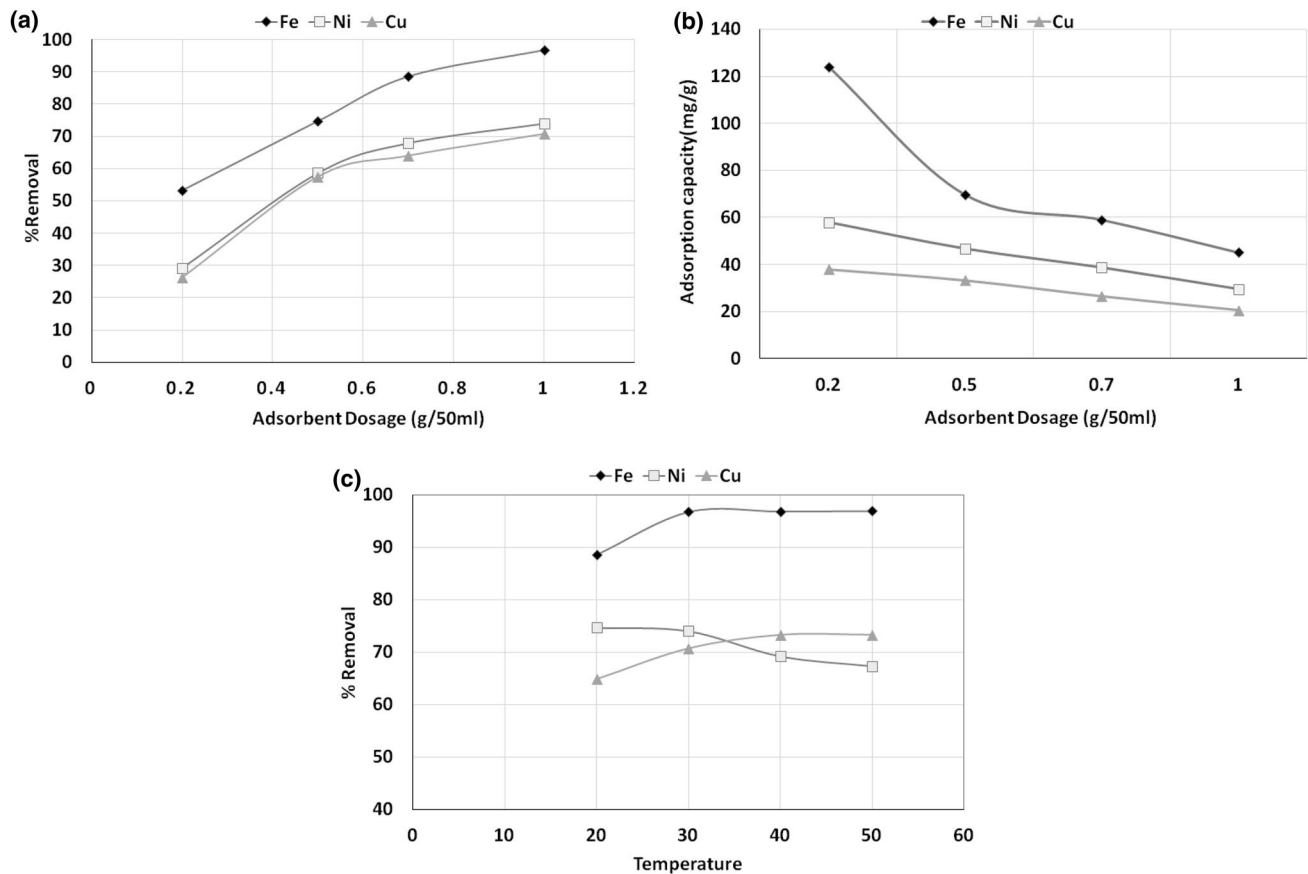 (a)
Fe Ni Cu
100
90
80
70
60
50
40
30
20
10
0
%Removal
0 0.2 0.4 0.6 0.8 1 1.2
Adsorbent Dosage (g/50ml)
(b)
Fe Ni Cu
140
120
100
80
60
40
20
0
Adsorption capacity(mg/g)
0.2 0.5 0.7 1
Adsorbent Dosage (g/50ml)
(c)
Fe Ni Cu
100
90
80
70
60
50
40
% Removal
0 10 20 30 40 50 60
Temperature